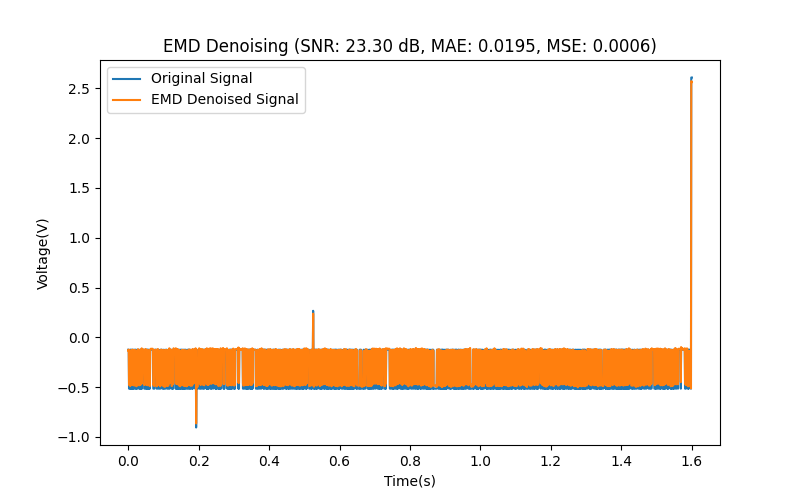 EMD Denoising (SNR: 23.30 dB, MAE: 0.0195, MSE: 0.0006)
Original Signal
EMD Denoised Signal
2.5
2.0
1.5
1.0
0.5
0.0
−0.5
−1.0
Voltage(V)
0.0 0.2 0.4 0.6 0.8 1.0 1.2 1.4 1.6
Time(s)